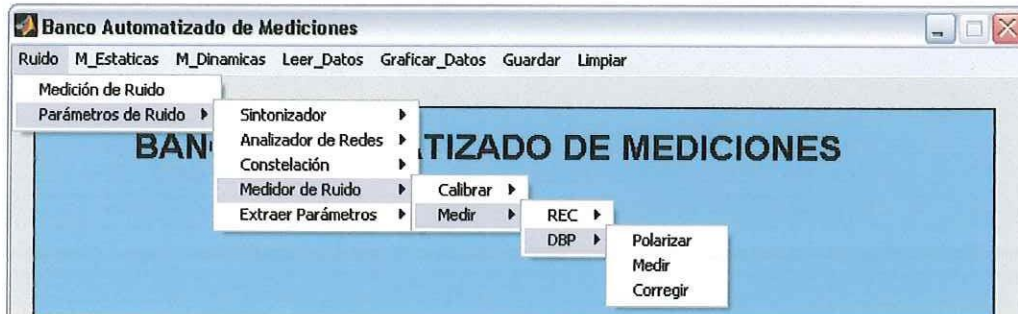 Banco Automatizado de Mediciones
Ruido M_Estaticas M_Dinamicas Leer_Datos Graficar_Datos Guardar Limpiar
Medición de Ruido
Parámetros de Ruido
Sintonizador
BAN TIZADO DE MEDICIONES
Analizador de Redes
Constelación
Medidor de Ruido
Calibrar
Extraer Parámetros
Medir
REC
DBP
Polarizar
Medir
Corregir